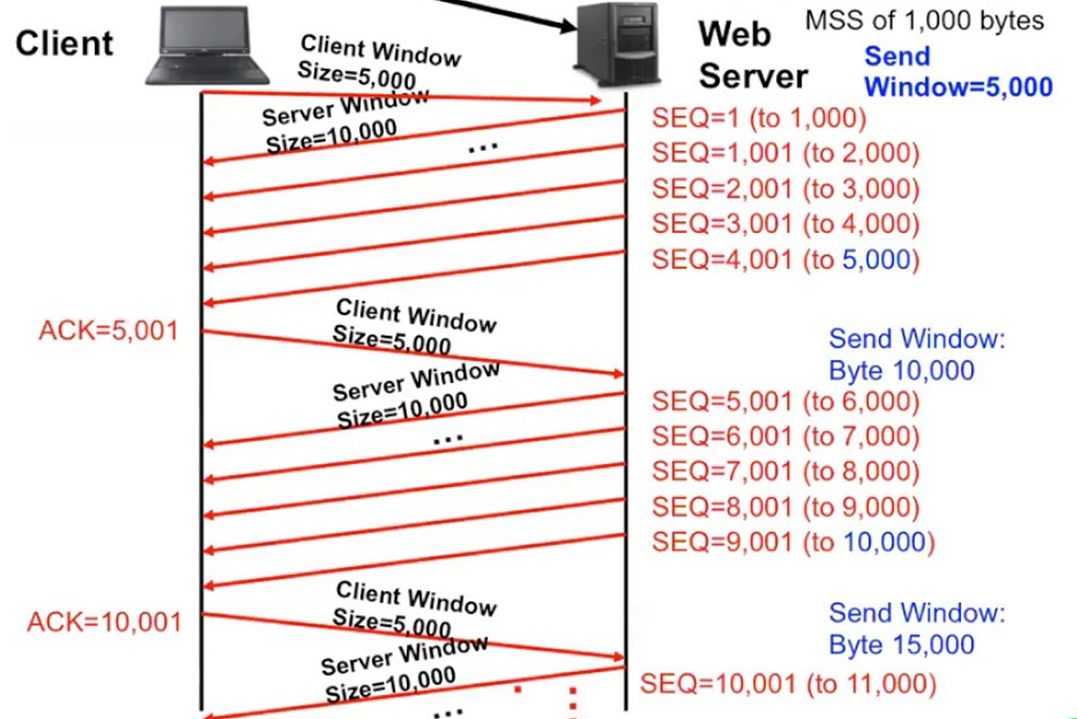 Client
Client Window
Size=5,000
Server Window
Size=10,000
...
Web
Server
MSS of 1,000 bytes
Send
Window=5,000
SEQ=1 (to 1,000)
SEQ=1,001 (to 2,000)
SEQ=2,001 (to 3,000)
SEQ=3,001 (to 4,000)
SEQ=4,001 (to 5,000)
ACK=5,001
Client Window
Size=5,000
Server Window
Size=10,000
...
Send Window:
Byte 10,000
SEQ=5,001 (to 6,000)
SEQ=6,001 (to 7,000)
SEQ=7,001 (to 8,000)
SEQ=8,001 (to 9,000)
SEQ=9,001 (to 10,000)
ACK=10,001
Client Window
Size=5,000
Server Window
Size=10,000
...
Send Window:
Byte 15,000
SEQ=10,001 (to 11,000)